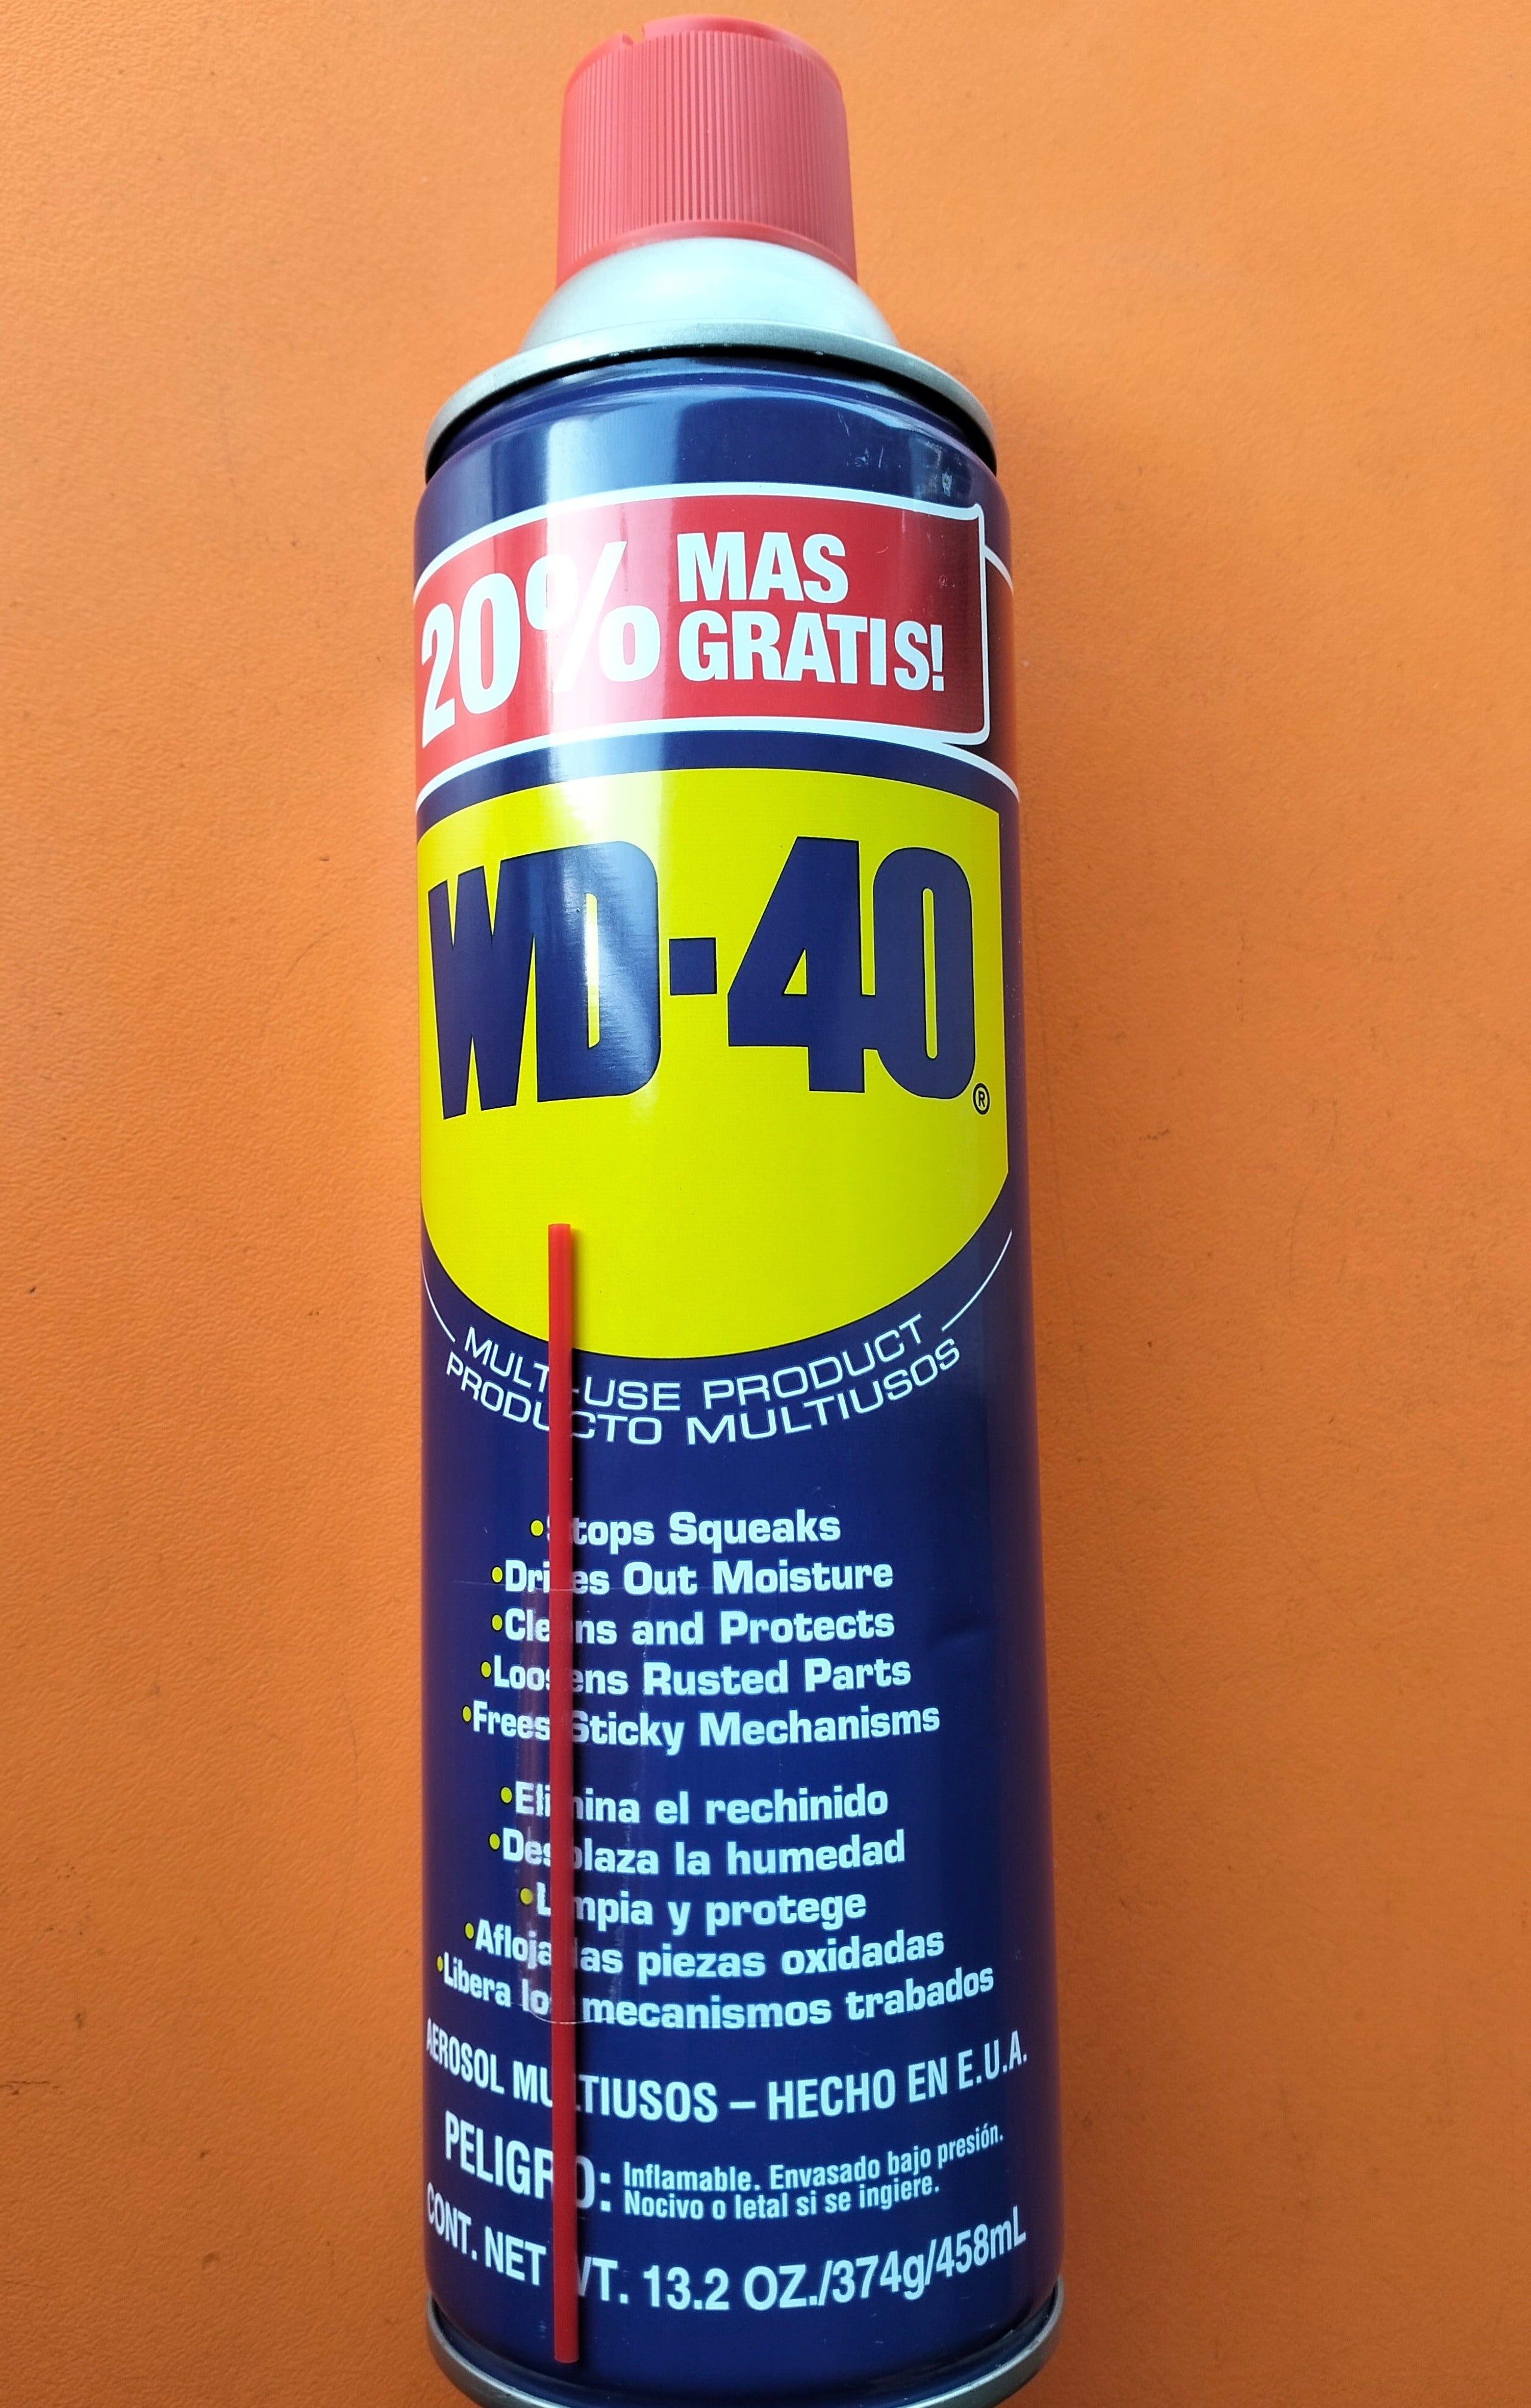 20% MAS
GRATIS!
WD-40®
MULTI-USE PRODUCT
PRODUCTO MULTIUSOS
•Stops Squeaks
•Drives Out Moisture
•Cleans and Protects
•Loosens Rusted Parts
•Frees Sticky Mechanisms
•Elimina el rechinido
•Desplaza la humedad
•Limpia y protege
•Afloja las piezas oxidadas
•Libera los mecanismos trabados
AEROSOL MULTIUSOS – HECHO EN E.U.A.
PELIGRO: Inflamable. Envasado bajo presión.
Nocivo o letal si se ingiere.
CONT. NET WT. 13.2 OZ./374g/458mL